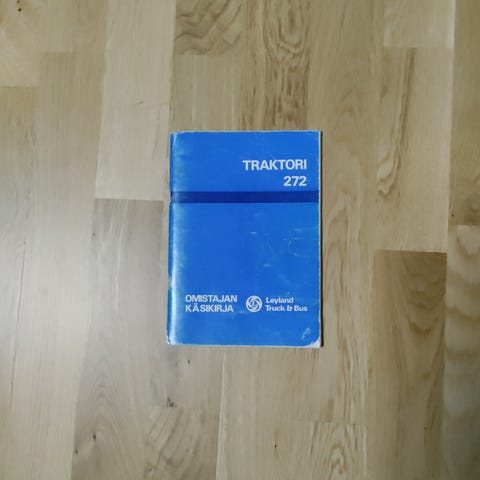 TRAKTORI
272
OMISTAJAN
KÄSIKIRJA
Leyland
Truck & Bus